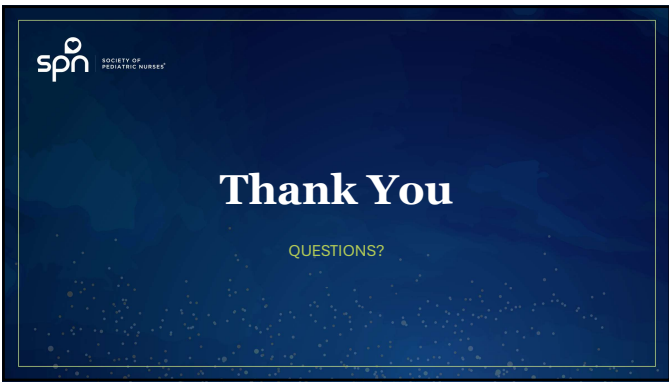 spn
SOCIETY OF
PEDIATRIC NURSES®
Thank You
QUESTIONS?